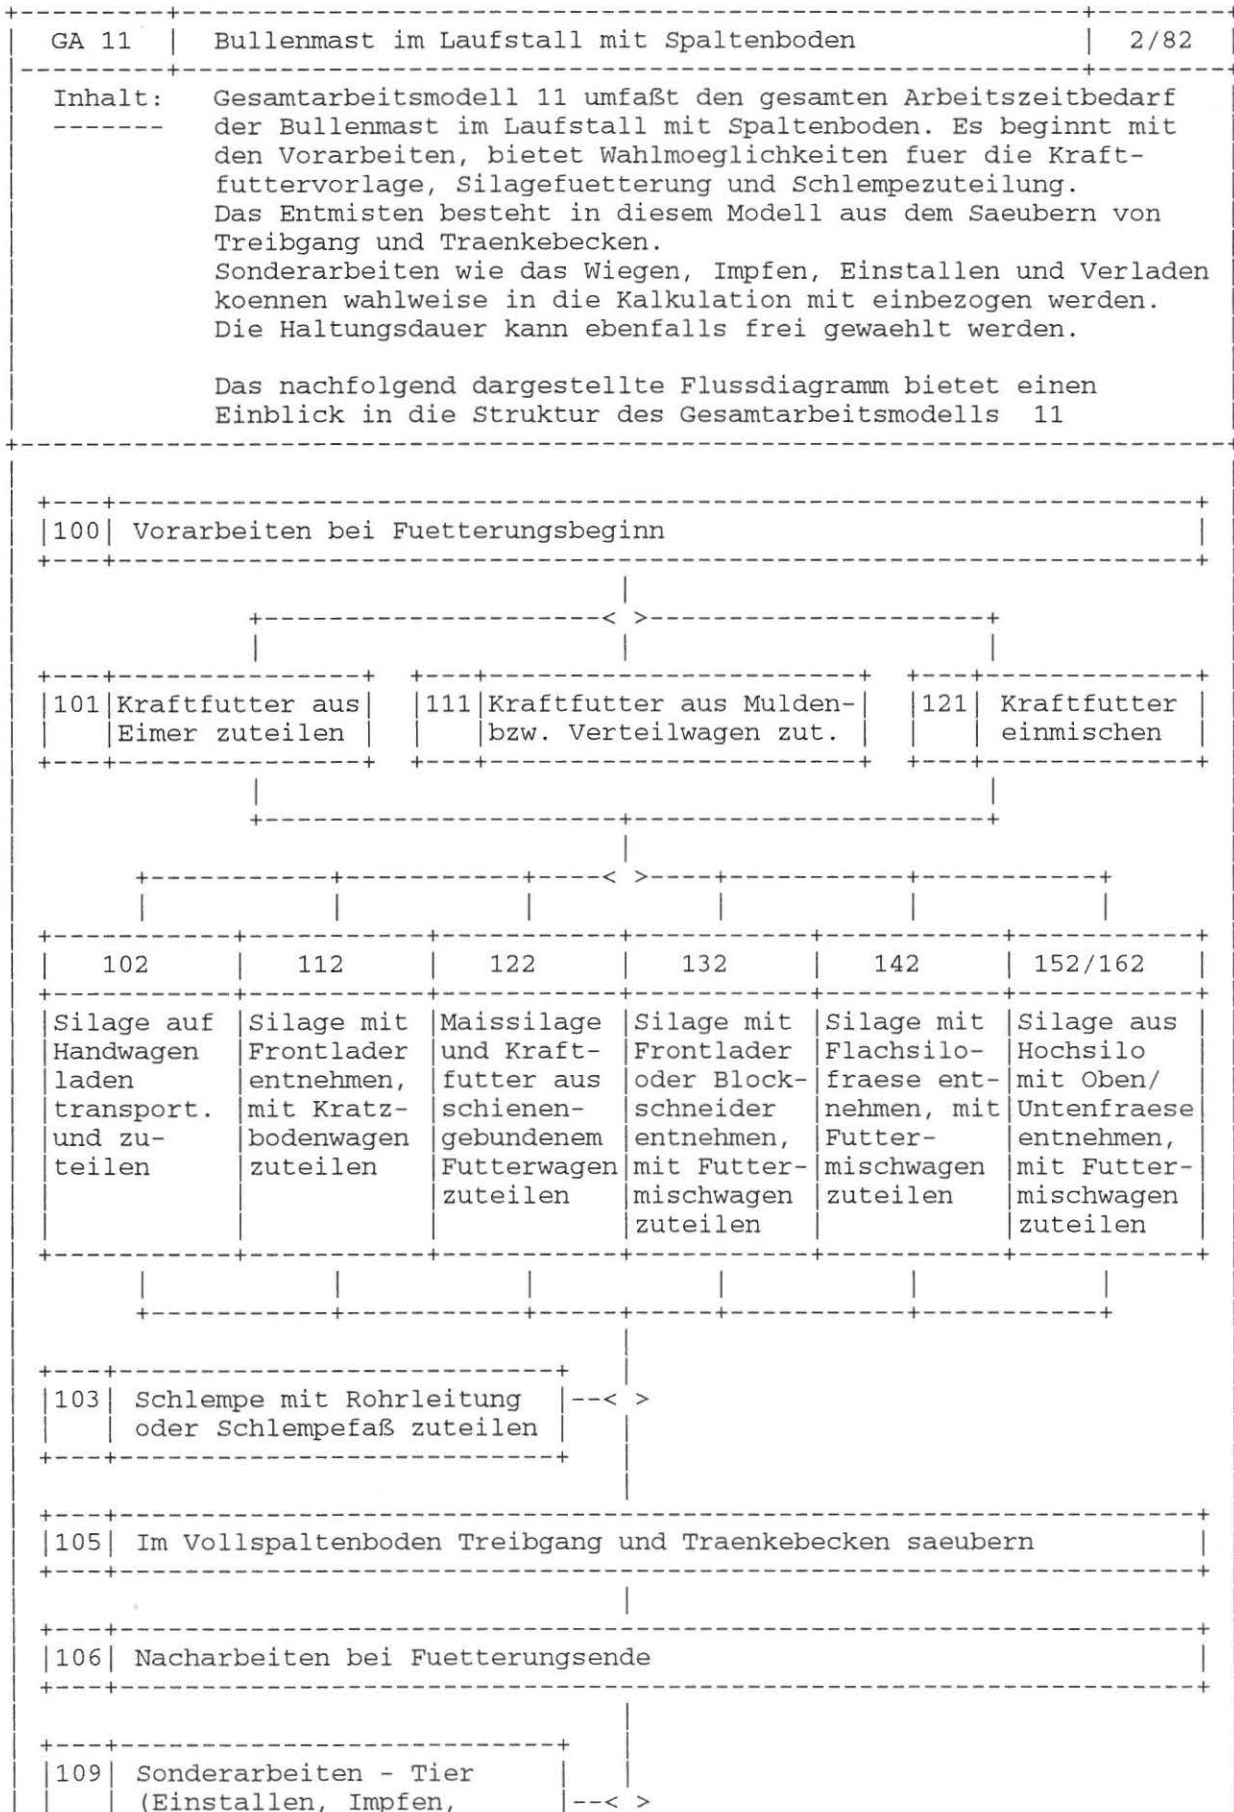 GA 11 Bullenmast im Laufstall mit Spaltenboden 2/82
Inhalt: Gesamtarbeitsmodell 11 umfaßt den gesamten Arbeitszeitbedarf
der Bullenmast im Laufstall mit Spaltenboden. Es beginnt mit
den Vorarbeiten, bietet Wahlmoeglichkeiten fuer die Kraft-
futtervorlage, Silagefuetterung und Schlempezuteilung.
Das Entmisten besteht in diesem Modell aus dem Saeubern von
Treibgang und Traenkebecken.
Sonderarbeiten wie das Wiegen, Impfen, Einstallen und Verladen
koennen wahlweise in die Kalkulation mit einbezogen werden.
Die Haltungsdauer kann ebenfalls frei gewaehlt werden.
Das nachfolgend dargestellte Flussdiagramm bietet einen
Einblick in die Struktur des Gesamtarbeitsmodells 11
100 Vorarbeiten bei Fuetterungsbeginn
101 Kraftfutter aus
Eimer zuteilen
111 Kraftfutter aus Mulden-
bzw. Verteilwagen zut.
121 Kraftfutter
einmischen
102
Silage auf
Handwagen
laden
transport.
und zu-
teilen
112
Silage mit
Frontlader
entnehmen,
mit Kratz-
bodenwagen
zuteilen
122
Maissilage
und Kraft-
futter aus
schienen-
gebundenem
Futterwagen
zuteilen
132
Silage mit
Frontlader
oder Block-
schneider
entnehmen,
mit Futter-
mischwagen
zuteilen
142
Silage mit
Flachsilo-
fraese ent-
nehmen, mit
Futter-
mischwagen
zuteilen
152/162
Silage aus
Hochsilo
mit Oben/
Untenfraese
entnehmen,
mit Futter-
mischwagen
zuteilen
103 Schlempe mit Rohrleitung
oder Schlempefaß zuteilen
105 Im Vollspaltenboden Treibgang und Traenkebecken saeubern
106 Nacharbeiten bei Fuetterungsende
109 Sonderarbeiten - Tier
(Einstallen, Impfen,